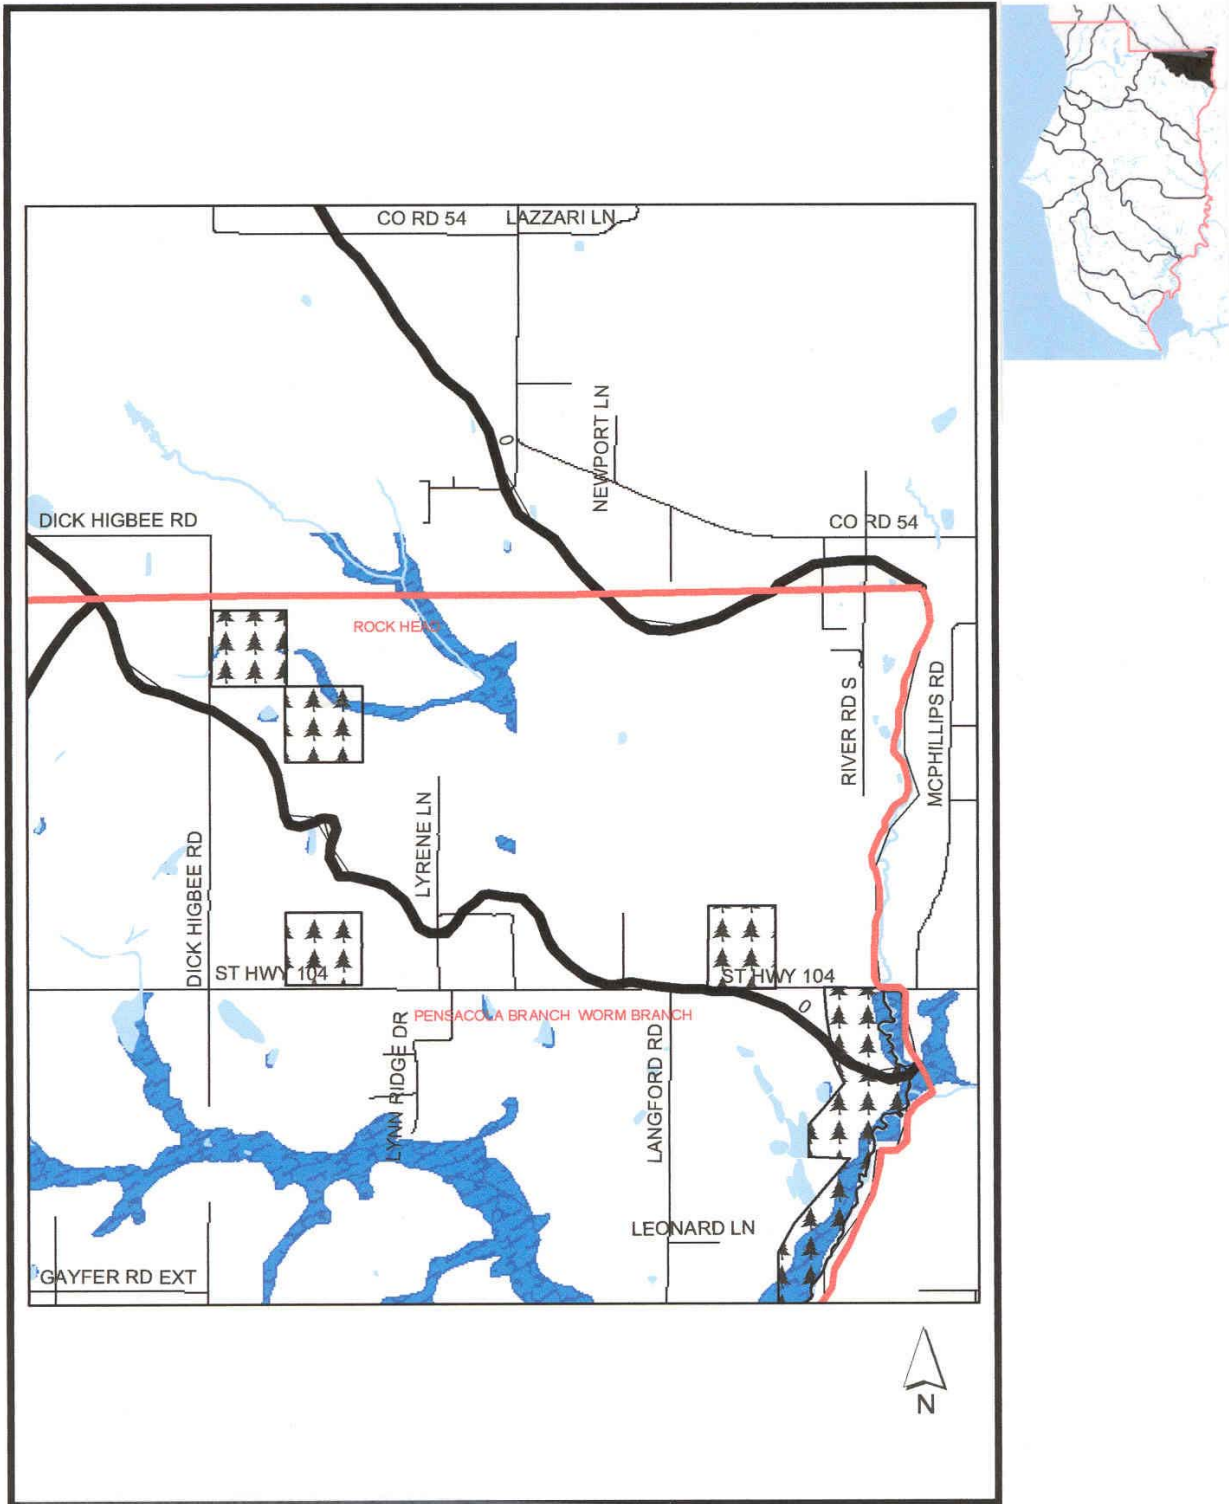 CO RD 54
LAZZARI LN
NEWPORT LN
0
DICK HIGBEE RD
CO RD 54
ROCK HEAD
RIVER RD S
MCPHILLIPS RD
LYRENE LN
DICK HIGBEE RD
ST HWY 104
ST HWY 104
0
PENSACOLA BRANCH WORM BRANCH
LYNN RIDGE DR
LANGFORD RD
LEONARD LN
GAYFER RD EXT
N